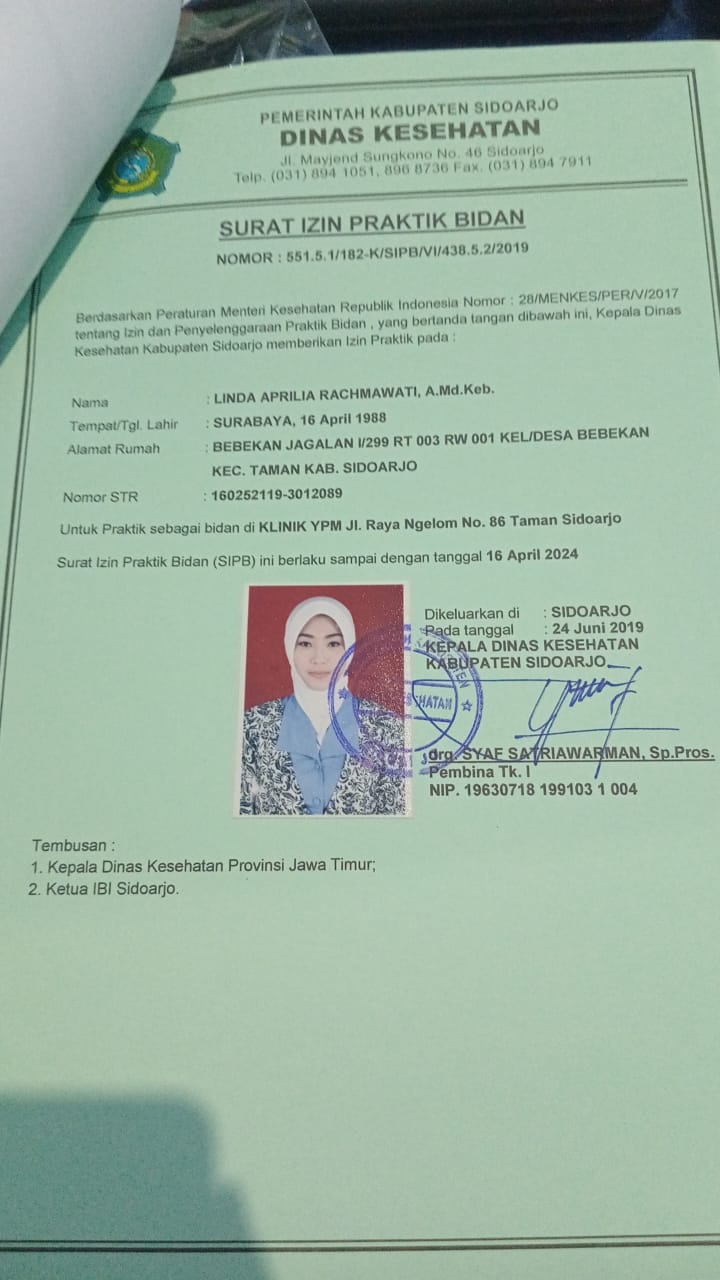 PEMERINTAH KABUPATEN SIDOARJO
DINAS KESEHATAN
Jl. Mayjend Sungkono No. 46 Sidoarjo
Telp. (031) 894 1051, 896 8736 Fax. (031) 894 7911
SURAT IZIN PRAKTIK BIDAN
NOMOR : 551.5.1/182-K/SIPB/VI/438.5.2/2019
Berdasarkan Peraturan Menteri Kesehatan Republik Indonesia Nomor : 28/MENKES/PER/V/2017
tentang Izin dan Penyelenggaraan Praktik Bidan , yang bertanda tangan dibawah ini, Kepala Dinas
Kesehatan Kabupaten Sidoarjo memberikan Izin Praktik pada :
Nama : LINDA APRILIA RACHMAWATI, A.Md.Keb.
Tempat/Tgl. Lahir : SURABAYA, 16 April 1988
Alamat Rumah : BEBEKAN JAGALAN I/299 RT 003 RW 001 KEL/DESA BEBEKAN
KEC. TAMAN KAB. SIDOARJO
Nomor STR : 160252119-3012089
Untuk Praktik sebagai bidan di KLINIK YPM Jl. Raya Ngelom No. 86 Taman Sidoarjo
Surat Izin Praktik Bidan (SIPB) ini berlaku sampai dengan tanggal 16 April 2024
Dikeluarkan di : SIDOARJO
Pada tanggal : 24 Juni 2019
KEPALA DINAS KESEHATAN
KABUPATEN SIDOARJO
drg. SYAF SATRIAWARMAN, Sp.Pros.
Pembina Tk. I
NIP. 19630718 199103 1 004
Tembusan :
1. Kepala Dinas Kesehatan Provinsi Jawa Timur;
2. Ketua IBI Sidoarjo.